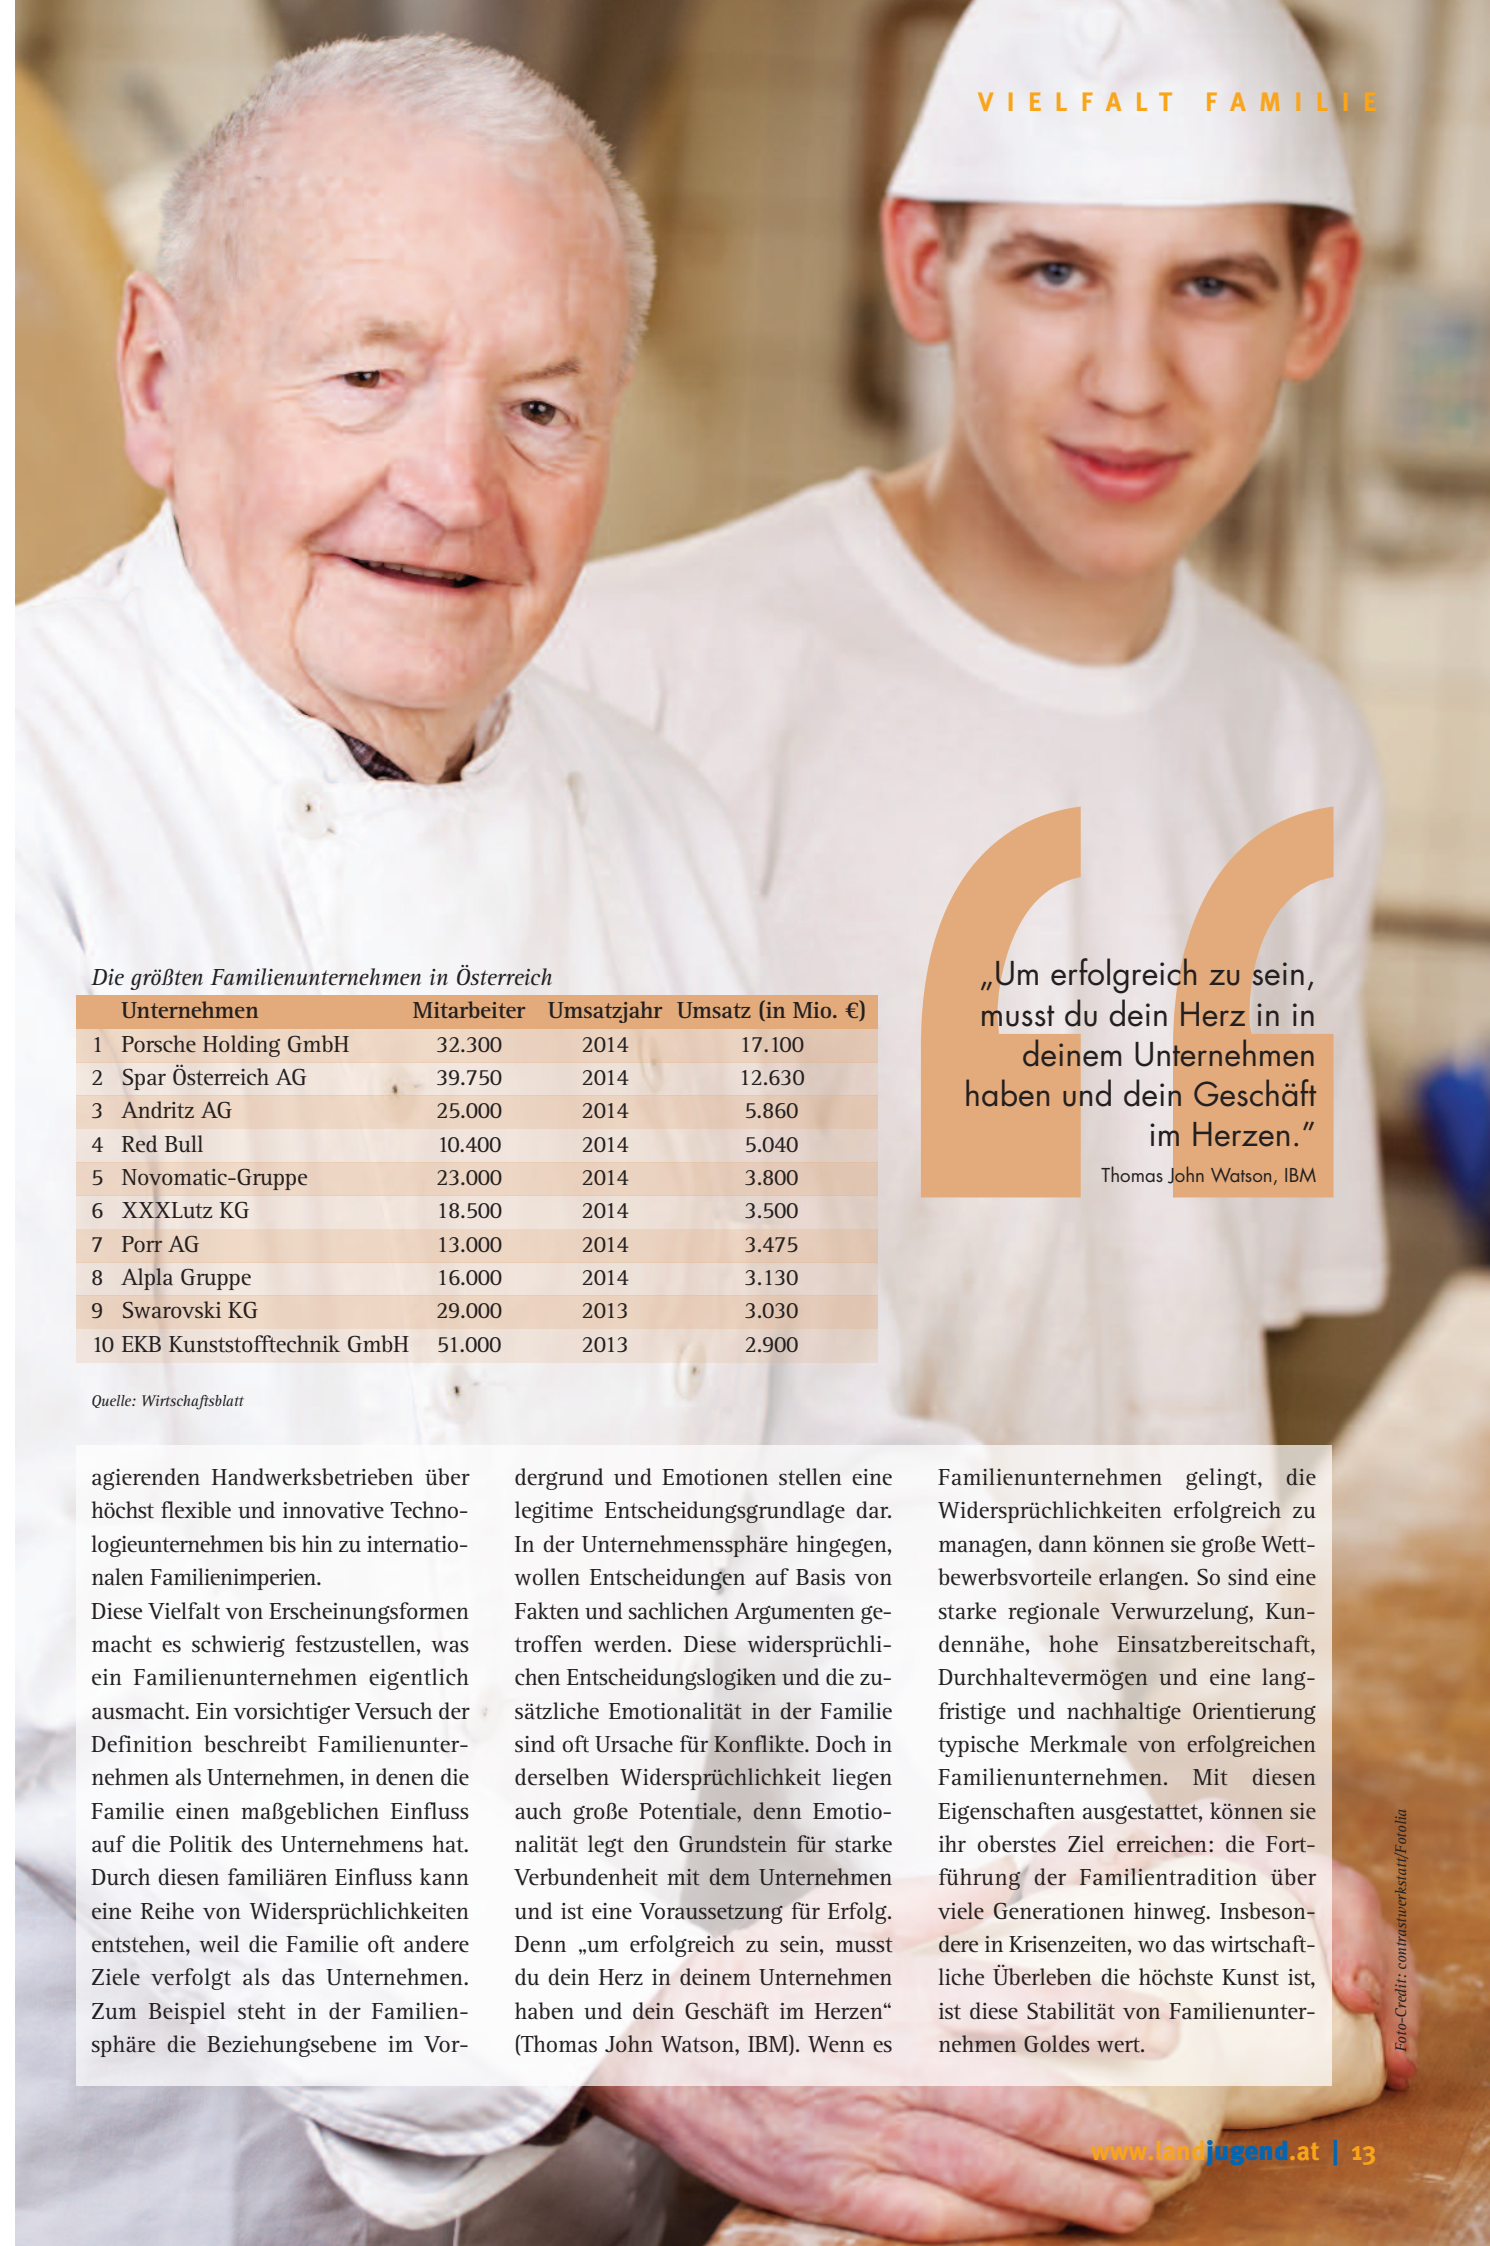 VIELFALT FAMILIE
„Um erfolgreich zu sein,
musst du dein Herz in in
deinem Unternehmen
haben und dein Geschäft
im Herzen.”
Thomas John Watson, IBM
Die größten Familienunternehmen in Österreich
Unternehmen Mitarbeiter Umsatzjahr Umsatz (in Mio. €)
1 Porsche Holding GmbH 32.300 2014 17.100
2 Spar Österreich AG 39.750 2014 12.630
3 Andritz AG 25.000 2014 5.860
4 Red Bull 10.400 2014 5.040
5 Novomatic-Gruppe 23.000 2014 3.800
6 XXXLutz KG 18.500 2014 3.500
7 Porr AG 13.000 2014 3.475
8 Alpla Gruppe 16.000 2014 3.130
9 Swarovski KG 29.000 2013 3.030
10 EKB Kunststofftechnik GmbH 51.000 2013 2.900
Quelle: Wirtschaftsblatt
agierenden Handwerksbetrieben über
höchst flexible und innovative Techno-
logieunternehmen bis hin zu internatio-
nalen Familienimperien.
Diese Vielfalt von Erscheinungsformen
macht es schwierig festzustellen, was
ein Familienunternehmen eigentlich
ausmacht. Ein vorsichtiger Versuch der
Definition beschreibt Familienunter-
nehmen als Unternehmen, in denen die
Familie einen maßgeblichen Einfluss
auf die Politik des Unternehmens hat.
Durch diesen familiären Einfluss kann
eine Reihe von Widersprüchlichkeiten
entstehen, weil die Familie oft andere
Ziele verfolgt als das Unternehmen.
Zum Beispiel steht in der Familien-
sphäre die Beziehungsebene im Vor-
dergrund und Emotionen stellen eine
legitime Entscheidungsgrundlage dar.
In der Unternehmenssphäre hingegen,
wollen Entscheidungen auf Basis von
Fakten und sachlichen Argumenten ge-
troffen werden. Diese widersprüchli-
chen Entscheidungslogiken und die zu-
sätzliche Emotionalität in der Familie
sind oft Ursache für Konflikte. Doch in
derselben Widersprüchlichkeit liegen
auch große Potentiale, denn Emotio-
nalität legt den Grundstein für starke
Verbundenheit mit dem Unternehmen
und ist eine Voraussetzung für Erfolg.
Denn „um erfolgreich zu sein, musst
du dein Herz in deinem Unternehmen
haben und dein Geschäft im Herzen“
(Thomas John Watson, IBM). Wenn es
Familienunternehmen gelingt, die
Widersprüchlichkeiten erfolgreich zu
managen, dann können sie große Wett-
bewerbsvorteile erlangen. So sind eine
starke regionale Verwurzelung, Kun-
dennähe, hohe Einsatzbereitschaft,
Durchhaltevermögen und eine lang-
fristige und nachhaltige Orientierung
typische Merkmale von erfolgreichen
Familienunternehmen. Mit diesen
Eigenschaften ausgestattet, können sie
ihr oberstes Ziel erreichen: die Fort-
führung der Familientradition über
viele Generationen hinweg. Insbeson-
dere in Krisenzeiten, wo das wirtschaft-
liche Überleben die höchste Kunst ist,
ist diese Stabilität von Familienunter-
nehmen Goldes wert.
Foto-Credit: contrastwerkstatt/Fotolia
www.landjugend.at | 13